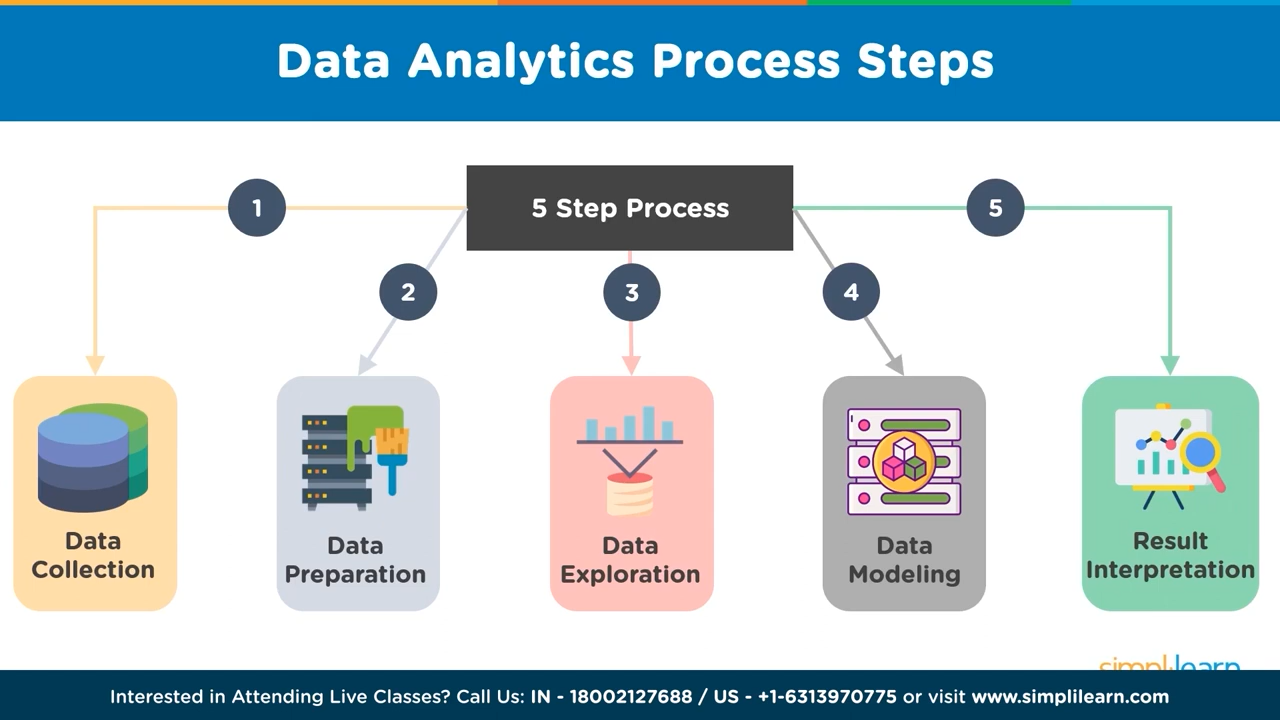 Data Analytics Process Steps
5 Step Process
1
2
3
4
5
Data
Collection
Data
Preparation
Data
Exploration
Data
Modeling
Result
Interpretation
simplilearn
Interested in Attending Live Classes? Call Us: IN - 18002127688 / US - +1-6313970775 or visit www.simplilearn.com